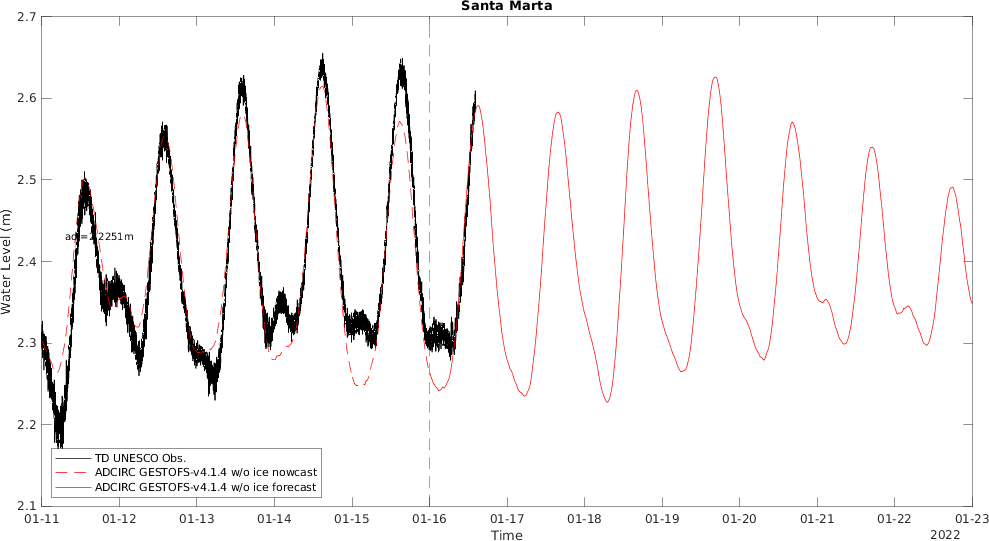 Santa Marta
2.7
2.6
2.5
2.4
2.3
2.2
2.1
Water Level (m)
TD UNESCO Obs.
ADCIRC GESTOFS-v4.1.4 w/o ice nowcast
ADCIRC GESTOFS-v4.1.4 w/o ice forecast
01-11 01-12 01-13 01-14 01-15 01-16 01-17 01-18 01-19 01-20 01-21 01-22 01-23
Time
2022